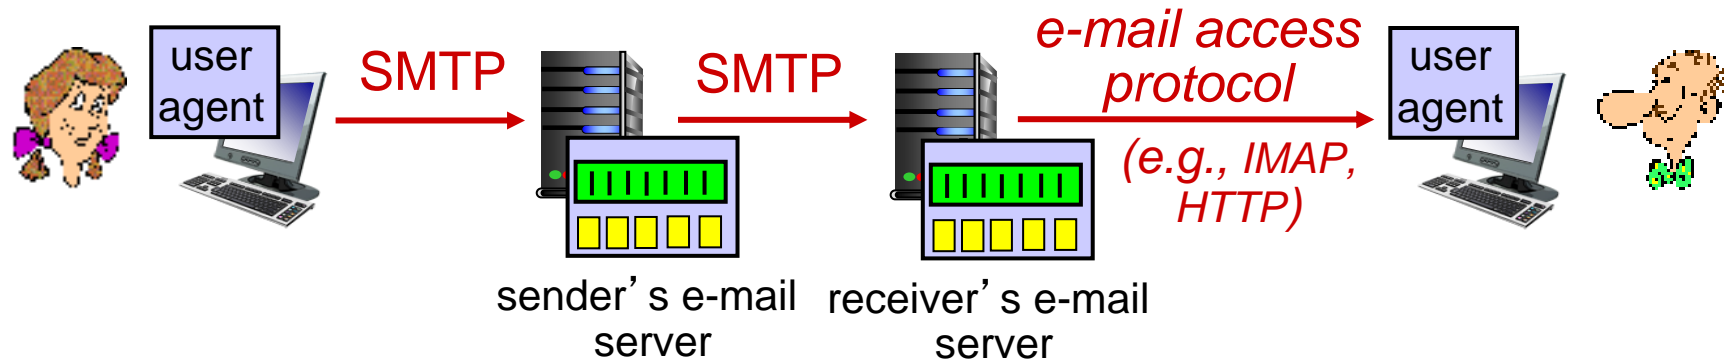 user
agent
SMTP
SMTP
e-mail access
protocol
(e.g., IMAP,
HTTP)
user
agent
sender’s e-mail
server
receiver’s e-mail
server